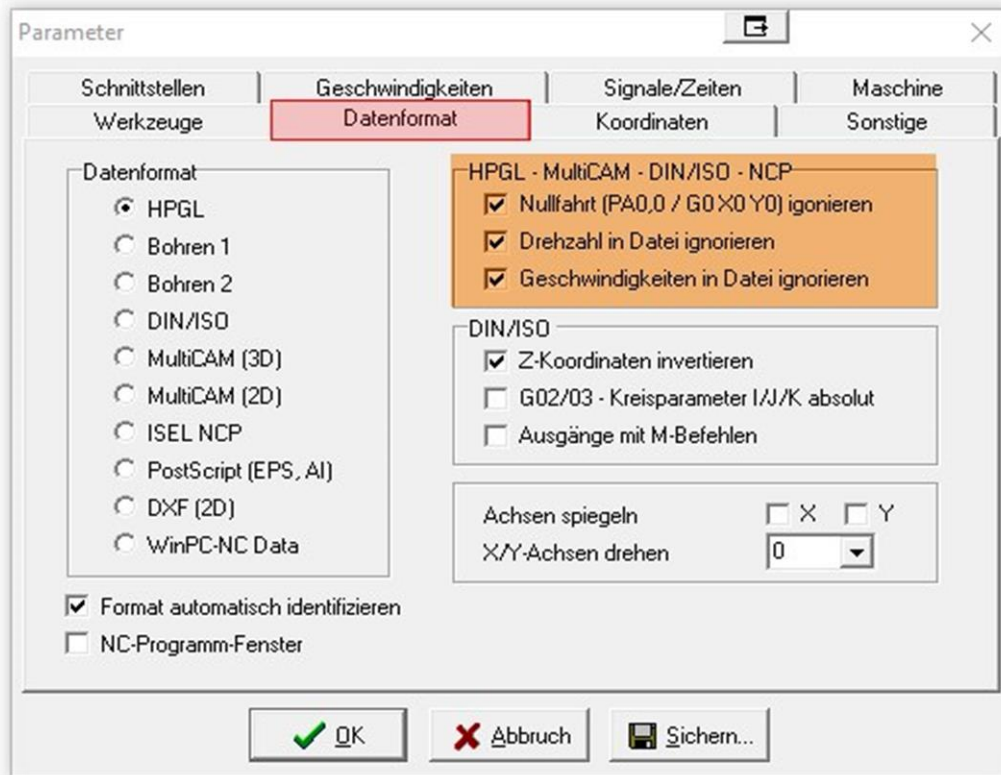 Parameter
Schnittstellen Geschwindigkeiten Signale/Zeiten Maschine
Werkzeuge Datenformat Koordinaten Sonstige
Datenformat
HPGL
Bohren 1
Bohren 2
DIN/ISO
MultiCAM (3D)
MultiCAM (2D)
ISEL NCP
PostScript (EPS, AI)
DXF (2D)
WinPC-NC Data
Format automatisch identifizieren
NC-Programm-Fenster
HPGL - MultiCAM - DIN/ISO - NCP
Nullfahrt (PA0,0 / G0 X0 Y0) igonieren
Drehzahl in Datei ignorieren
Geschwindigkeiten in Datei ignorieren
DIN/ISO
Z-Koordinaten invertieren
G02/03 - Kreisparameter I/J/K absolut
Ausgänge mit M-Befehlen
Achsen spiegeln X Y
X/Y-Achsen drehen 0
OK Abbruch Sichern...